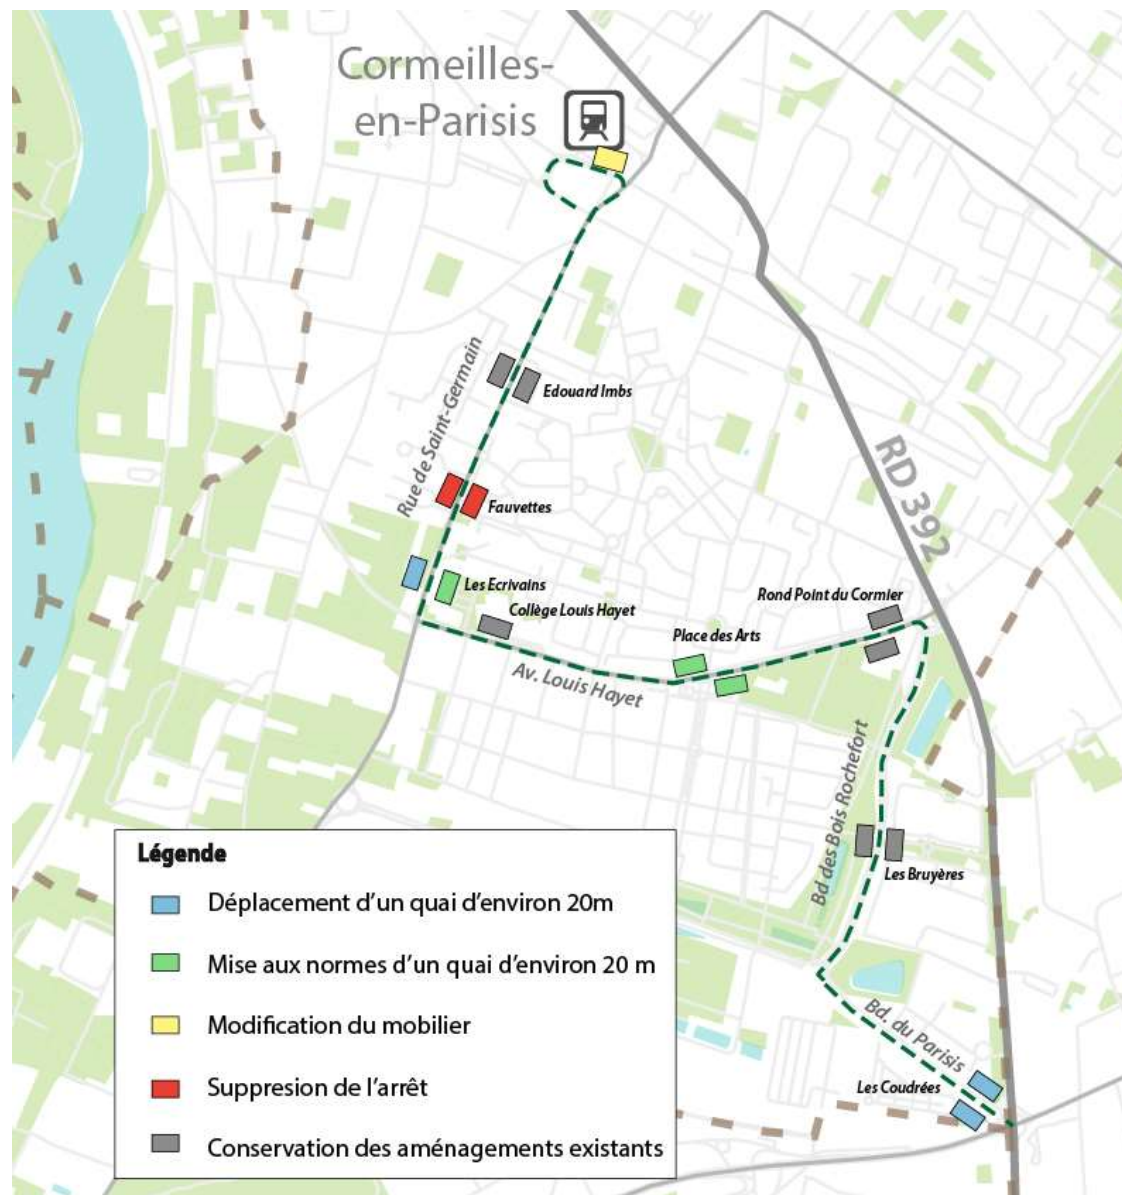 Cormeilles-
en-Parisis
Rue de Saint-Germain
Edouard Imbs
Fauvettes
RD 392
Les Ecrivains
Collège Louis Hayet
Rond Point du Cormier
Place des Arts
Av. Louis Hayet
Bd des Bois Rochefort
Les Bruyères
Bd. du Parisis
Les Coudrées
Légende
Déplacement d'un quai d'environ 20m
Mise aux normes d'un quai d'environ 20 m
Modification du mobilier
Suppresion de l'arrêt
Conservation des aménagements existants